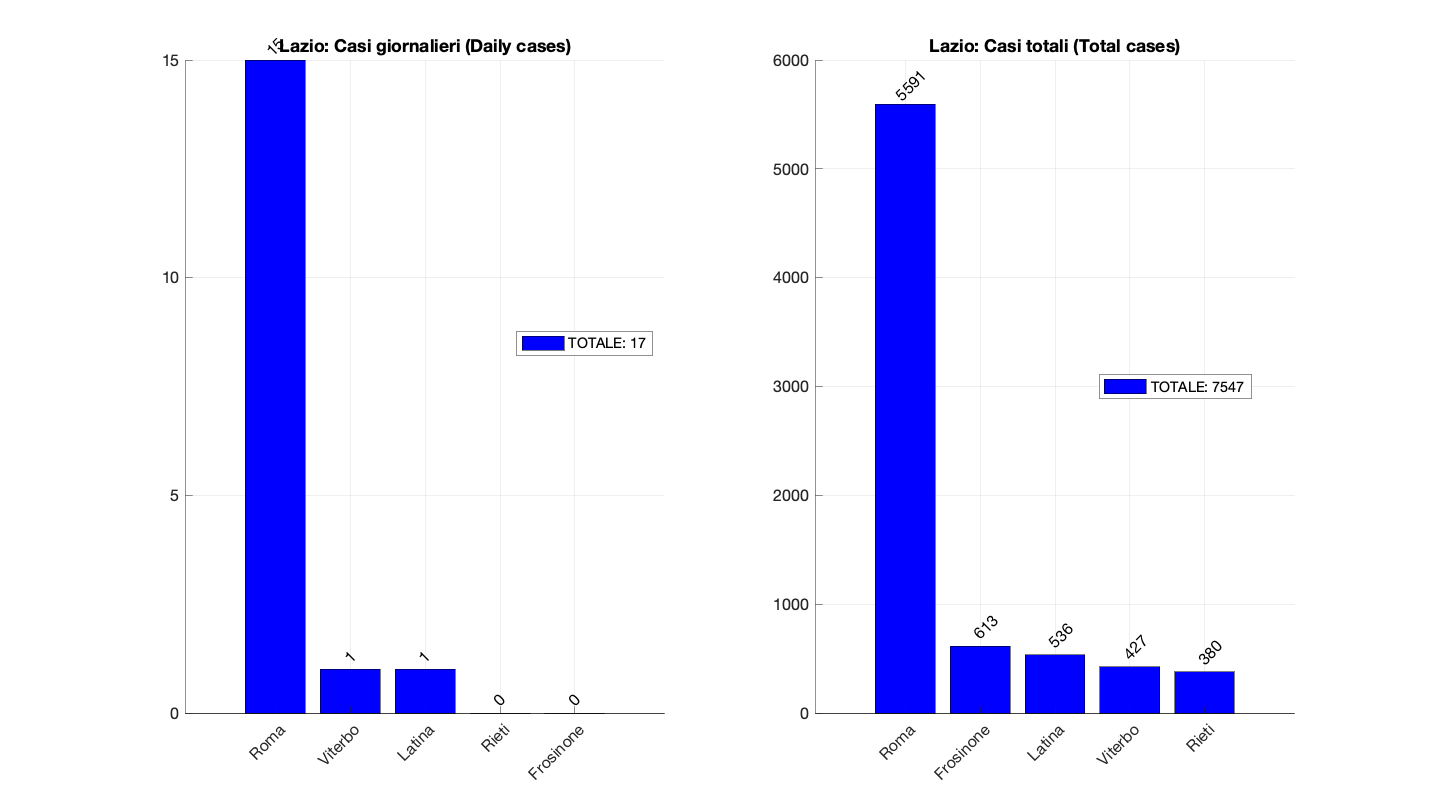 Lazio: Casi giornalieri (Daily cases)
15
15
10
5
0
1
1
0
0
TOTALE: 17
Roma
Viterbo
Latina
Rieti
Frosinone
Lazio: Casi totali (Total cases)
6000
5000
4000
3000
2000
1000
0
5591
613
536
427
380
TOTALE: 7547
Roma
Frosinone
Latina
Viterbo
Rieti